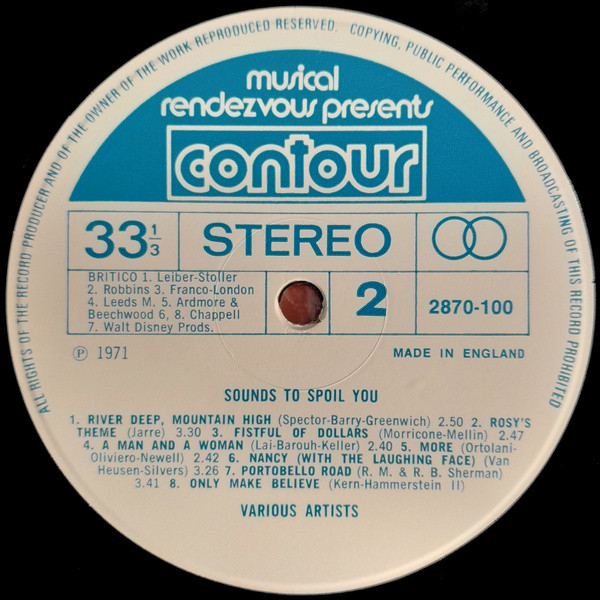 ALL RIGHTS OF THE RECORD PRODUCER AND OF THE OWNER OF THE WORK REPRODUCED RESERVED. COPYING, PUBLIC PERFORMANCE AND BROADCASTING OF THIS RECORD PROHIBITED
musical
rendezvous presents
contour
33 1/3 STEREO
BRITICO 1. Leiber-Stoller
2. Robbins 3. Franco-London
4. Leeds M. 5. Ardmore &
Beechwood 6, 8. Chappell
7. Walt Disney Prods.
2
2870-100
Ⓟ 1971
MADE IN ENGLAND
SOUNDS TO SPOIL YOU
1. RIVER DEEP, MOUNTAIN HIGH (Spector-Barry-Greenwich) 2.50 2. ROSY'S
THEME (Jarre) 3.30 3. FISTFUL OF DOLLARS (Morricone-Mellin) 2.47
4. A MAN AND A WOMAN (Lai-Barouh-Keller) 2.40 5. MORE (Ortolani-
Oliviero-Newell) 2.42 6. NANCY (WITH THE LAUGHING FACE) (Van
Heusen-Silvers) 3.26 7. PORTOBELLO ROAD (R. M. & R. B. Sherman)
3.41 8. ONLY MAKE BELIEVE (Kern-Hammerstein II)
VARIOUS ARTISTS